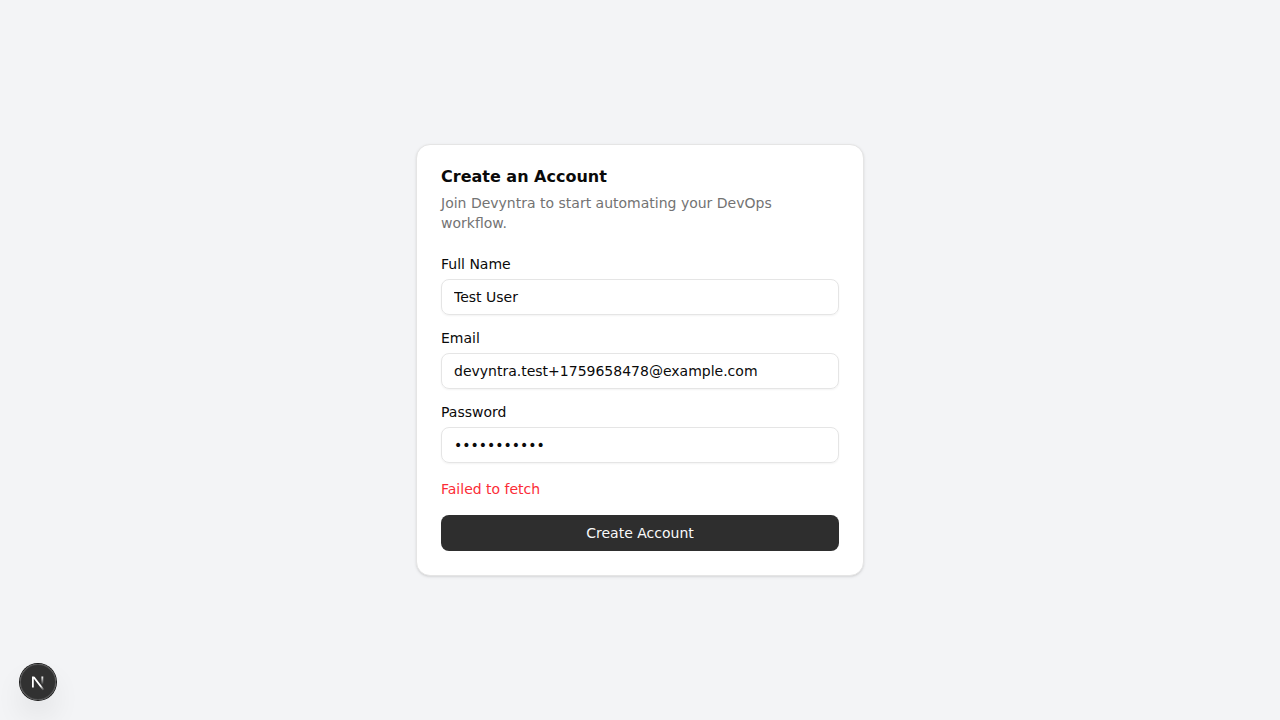 Create an Account
Join Devyntra to start automating your DevOps
workflow.
Full Name
Test User
Email
devyntra.test+1759658478@example.com
Password
•••••••••••
Failed to fetch
Create Account
N